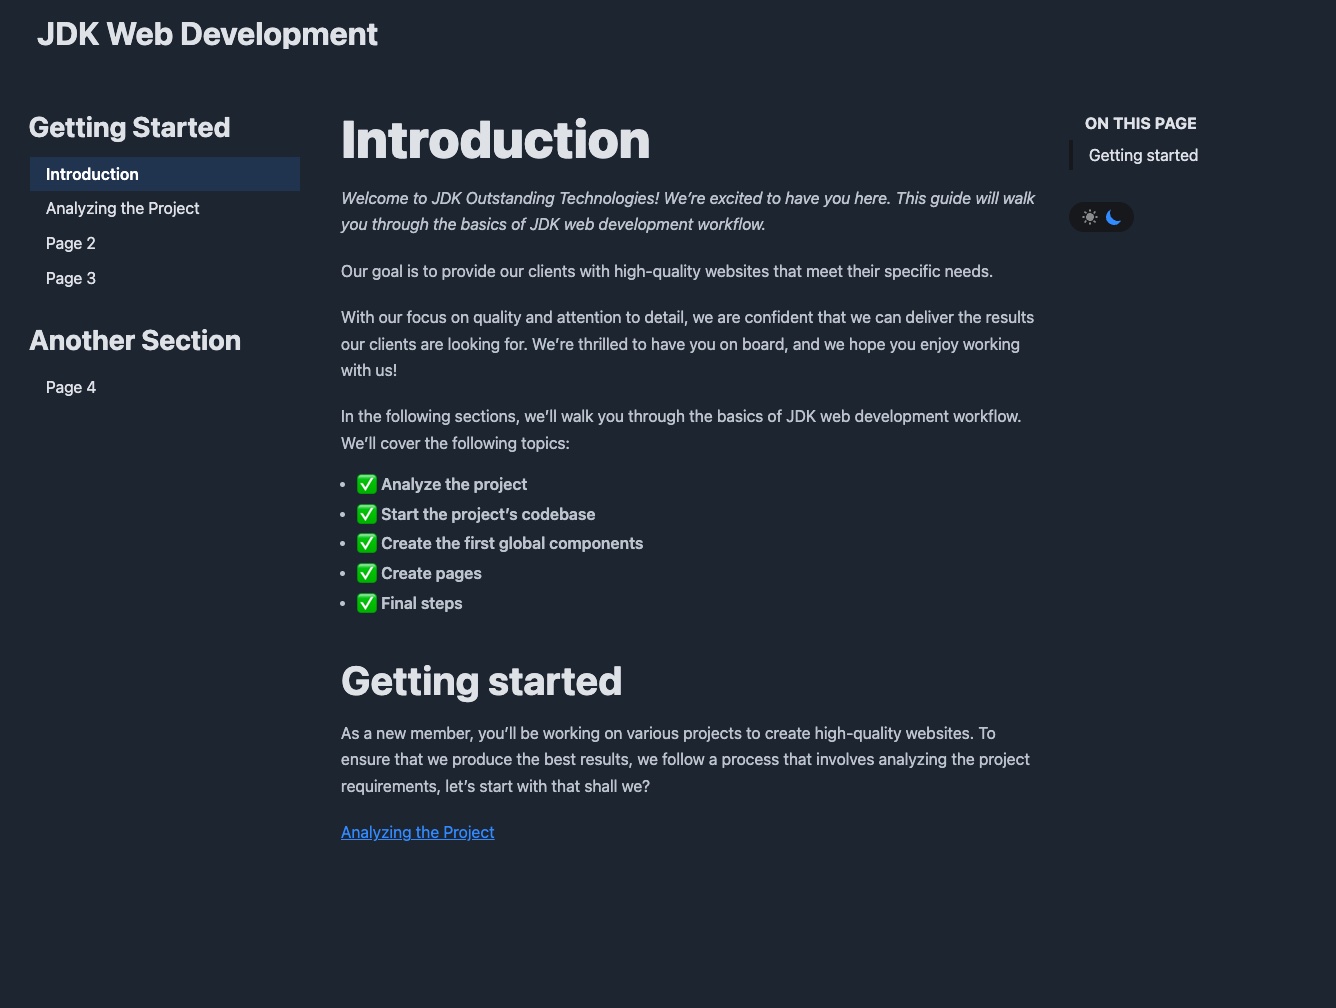 JDK Web Development
Getting Started
Introduction
Analyzing the Project
Page 2
Page 3
Another Section
Page 4
Introduction
Welcome to JDK Outstanding Technologies! We’re excited to have you here. This guide will walk
you through the basics of JDK web development workflow.
Our goal is to provide our clients with high-quality websites that meet their specific needs.
With our focus on quality and attention to detail, we are confident that we can deliver the results
our clients are looking for. We’re thrilled to have you on board, and we hope you enjoy working
with us!
In the following sections, we’ll walk you through the basics of JDK web development workflow.
We’ll cover the following topics:
• ✅ Analyze the project
• ✅ Start the project’s codebase
• ✅ Create the first global components
• ✅ Create pages
• ✅ Final steps
Getting started
As a new member, you’ll be working on various projects to create high-quality websites. To
ensure that we produce the best results, we follow a process that involves analyzing the project
requirements, let’s start with that shall we?
Analyzing the Project
ON THIS PAGE
Getting started